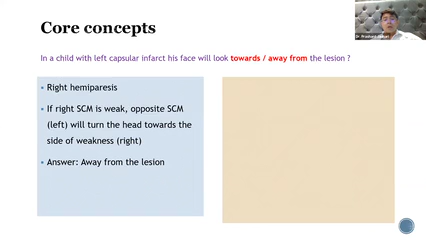 Core concepts
Dr Pradeep
In a child with left capsular infarct his face will look towards / away from the lesion ?
Right hemiparesis
If right SCM is weak, opposite SCM
(left) will turn the head towards the
side of weakness (right)
Answer: Away from the lesion